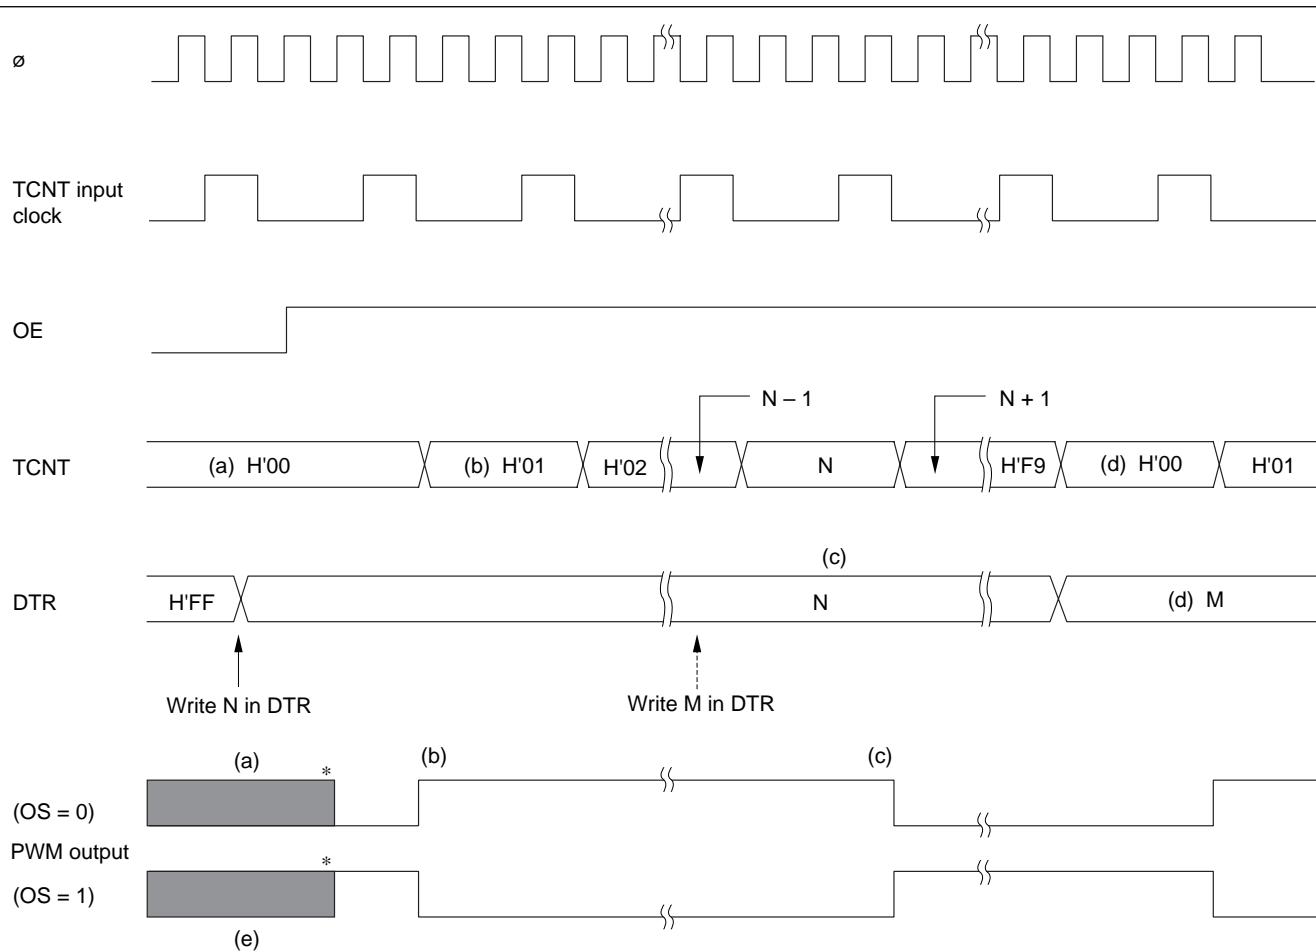 ø
TCNT input
clock
OE
N – 1
N + 1
TCNT
(a) H'00
(b) H'01
H'02
N
H'F9
(d) H'00
H'01
(c)
DTR
H'FF
N
(d) M
Write N in DTR
Write M in DTR
(a)
*
(b)
(c)
(OS = 0)
PWM output
*
(OS = 1)
(e)